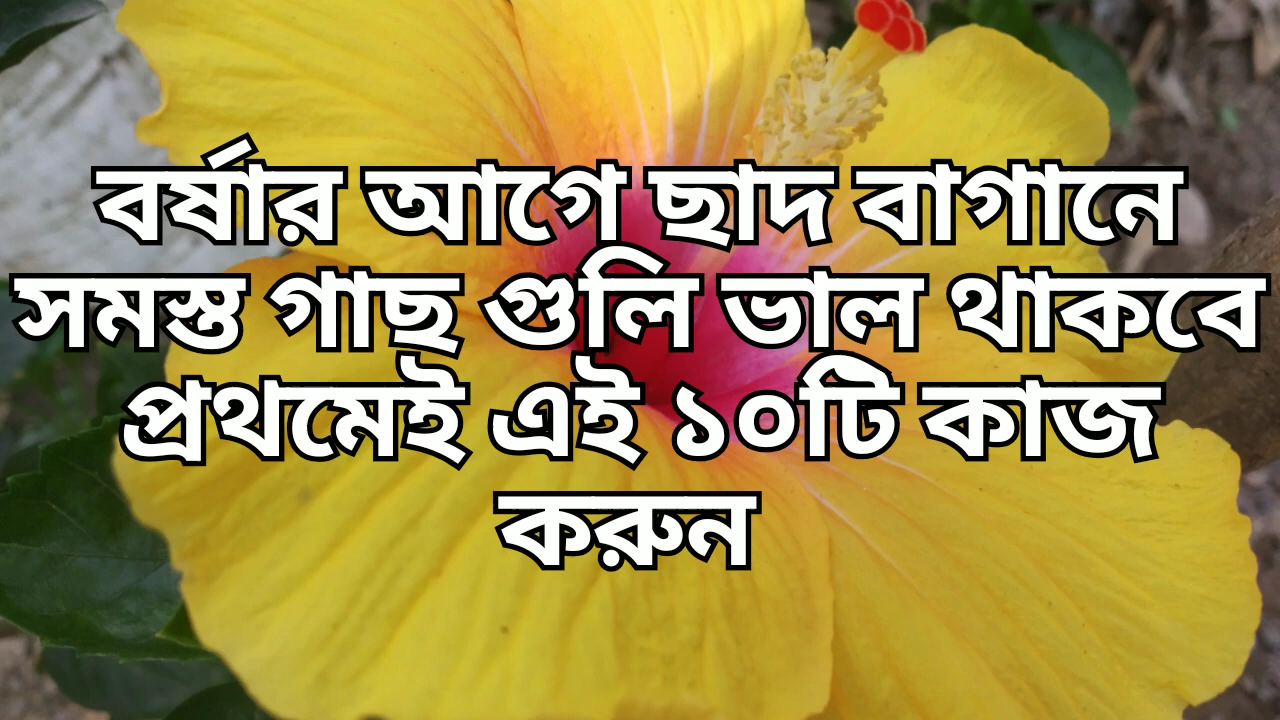 বর্ষার আগে ছাদ বাগানে
সমস্ত গাছ গুলি ভাল থাকবে
প্রথমেই এই ১০টি কাজ
করুন